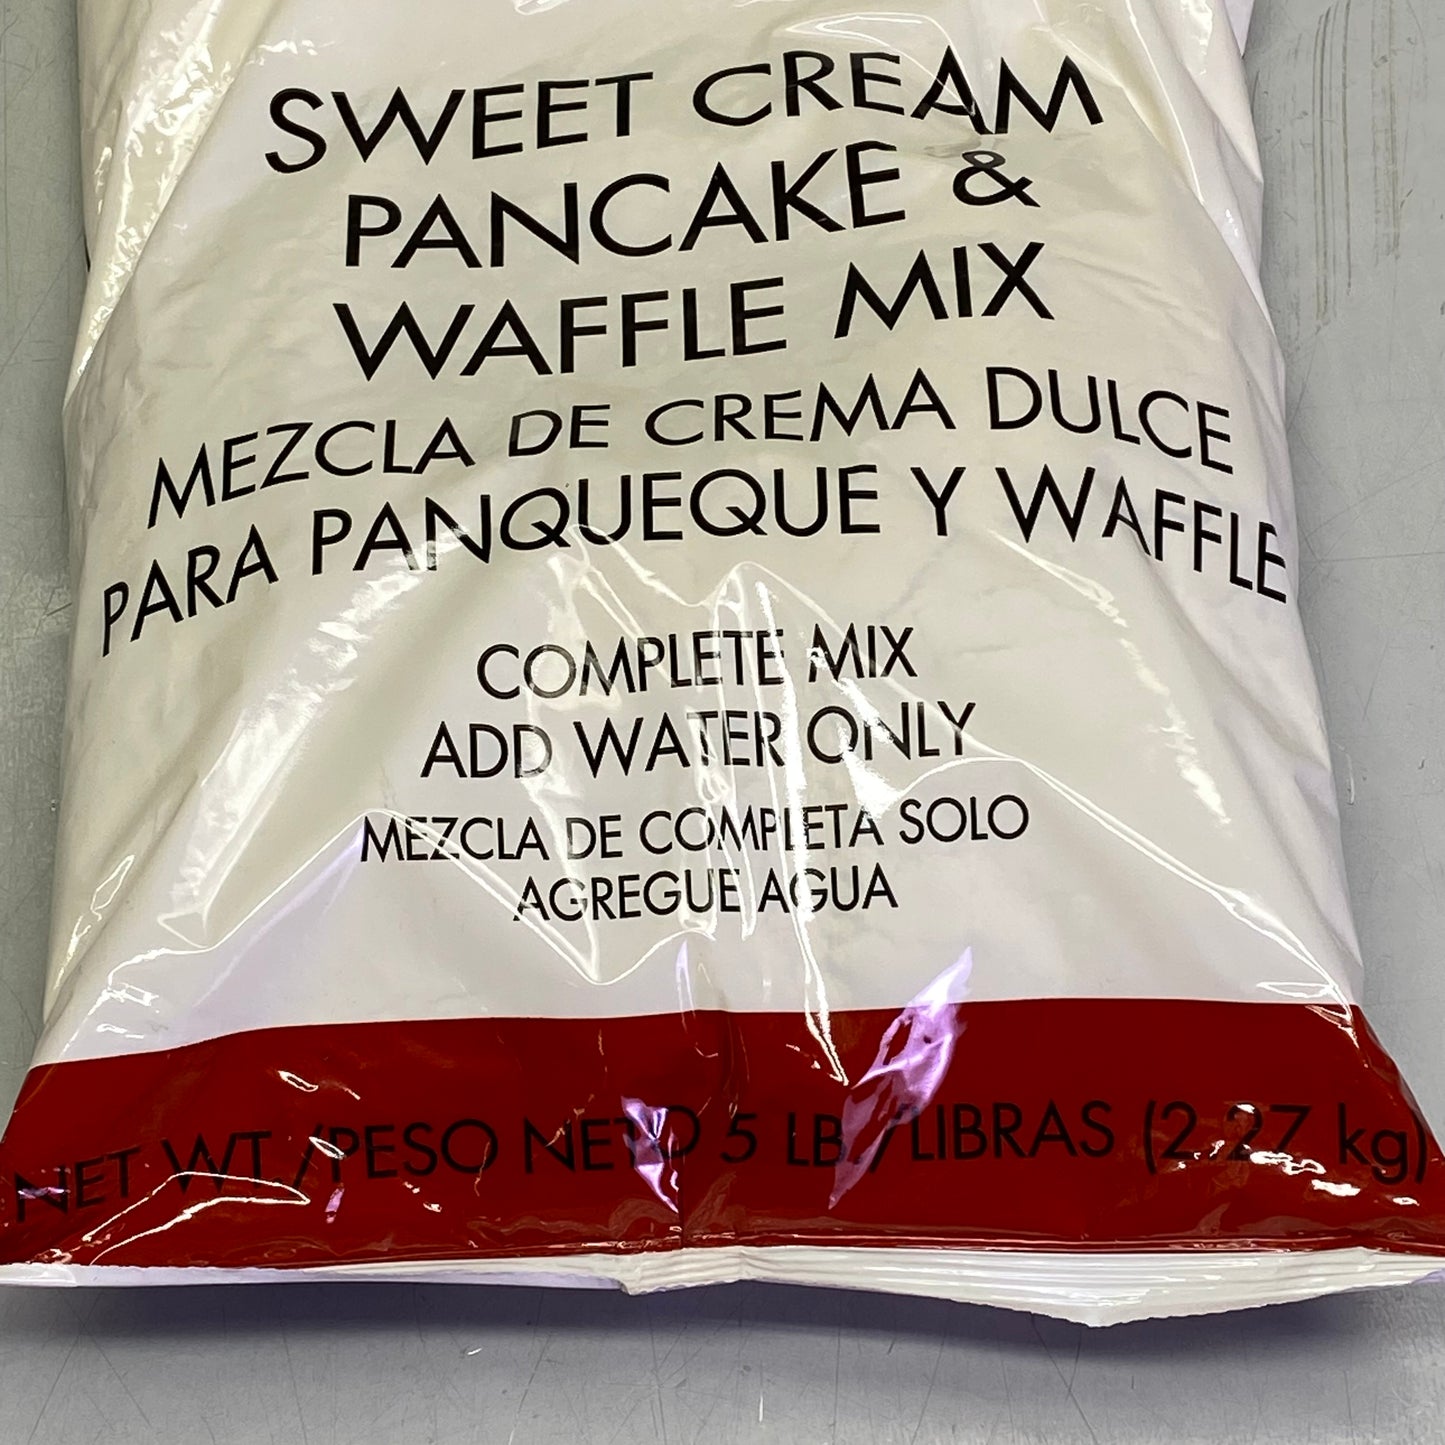 SWEET CREAM
PANCAKE &
WAFFLE MIX
MEZCLA DE CREMA DULCE
PARA PANQUEQUE Y WAFFLE
COMPLETE MIX
ADD WATER ONLY
MEZCLA DE COMPLETA SOLO
AGREGUE AGUA
NET WT./PESO NETO 5 LB./LIBRAS (2.27 kg)